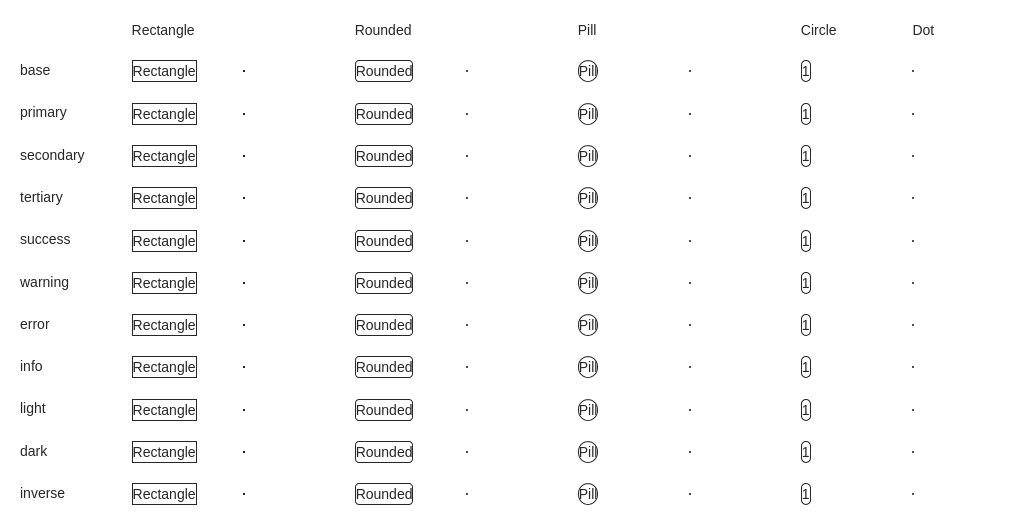 Rectangle Rounded Pill Circle Dot
base Rectangle Rounded Pill 1
primary Rectangle Rounded Pill 1
secondary Rectangle Rounded Pill 1
tertiary Rectangle Rounded Pill 1
success Rectangle Rounded Pill 1
warning Rectangle Rounded Pill 1
error Rectangle Rounded Pill 1
info Rectangle Rounded Pill 1
light Rectangle Rounded Pill 1
dark Rectangle Rounded Pill 1
inverse Rectangle Rounded Pill 1